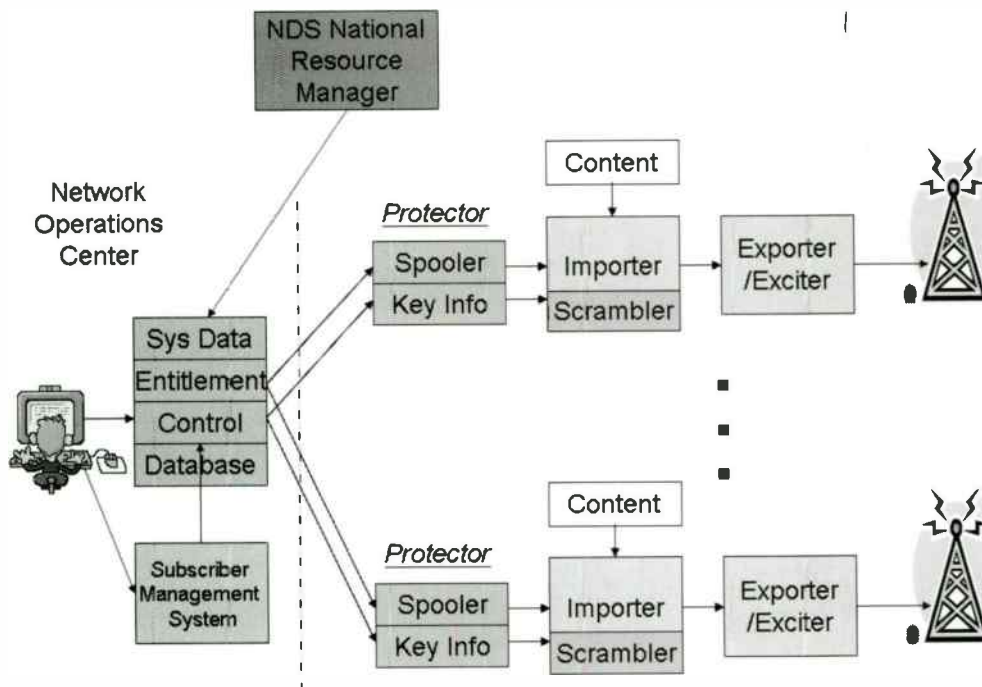 NDS National
Resource
Manager
Network
Operations
Center
Sys Data
Entitlement
Control
Database
Subscriber
Management
System
Protector
Spooler
Key Info
Content
Importer
Scrambler
Exporter
/Exciter
Protector
Spooler
Key Info
Content
Importer
Scrambler
Exporter
/Exciter